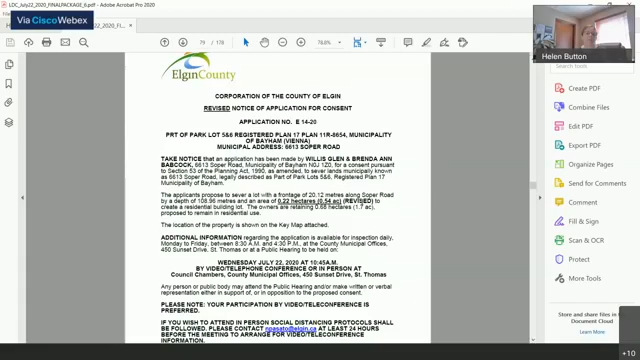 LDC_July22_2020_FINALPACKAGE_6.pdf - Adobe Acrobat Pro 2020
Via Cisco Webex
79 / 178
78.8%
Helen Button
ElginCounty
CORPORATION OF THE COUNTY OF ELGIN
REVISED NOTICE OF APPLICATION FOR CONSENT
APPLICATION NO. E 14-20
PRT OF PARK LOT 5&6 REGISTERED PLAN 17 PLAN 11R-8654, MUNICIPALITY
OF BAYHAM (VIENNA)
MUNICIPAL ADDRESS: 6613 SOPER ROAD
TAKE NOTICE that an application has been made by WILLIS GLEN & BRENDA ANN
BABCOCK, 6613 Soper Road, Municipality of Bayham N0J 1Z0, for a consent pursuant
to Section 53 of the Planning Act, 1990, as amended, to sever lands municipally known
as 6613 Soper Road, legally described as Part of Park Lots 5&6, Registered Plan 17
Municipality of Bayham.
The applicants propose to sever a lot with a frontage of 20.12 metres along Soper Road
by a depth of 108.96 metres and an area of 0.22 hectares (0.54 ac) (REVISED)
to create a residential building lot. The owners are retaining 0.68 hectares (1.7 ac)
proposed to remain in residential use.
The location of the property is shown on the Key Map attached.
ADDITIONAL INFORMATION regarding the application is available for inspection daily,
Monday to Friday, between 8:30 A.M. and 4:30 P.M., at the County Municipal Offices,
450 Sunset Drive, St. Thomas or at a Public Hearing to be held on:
WEDNESDAY JULY 22, 2020 AT 10:45A.M.
BY VIDEO/TELEPHONE CONFERENCE OR IN PERSON AT
Council Chambers, County Municipal Offices, 450 Sunset Drive, St. Thomas
Any person or public body may attend the Public Hearing and/or make written or verbal
representation either in support of, or in opposition to the proposed consent.
PLEASE NOTE: YOUR PARTICIPATION BY VIDEO/TELECONFERENCE IS
PREFERRED.
IF YOU WISH TO ATTEND IN PERSON SOCIAL DISTANCING PROTOCOLS SHALL
BE FOLLOWED. PLEASE CONTACT npasato@elgin.ca AT LEAST 24 HOURS
BEFORE THE MEETING TO ARRANGE FOR VIDEO/TELECONFERENCE
INFORMATION.
Search tools
Create PDF
Combine Files
Edit PDF
Export PDF
Organize Pages
Send for Comments
Comment
Fill & Sign
Scan & OCR
Protect
More Tools
Store and share files in the
Document Cloud
Learn More
+10